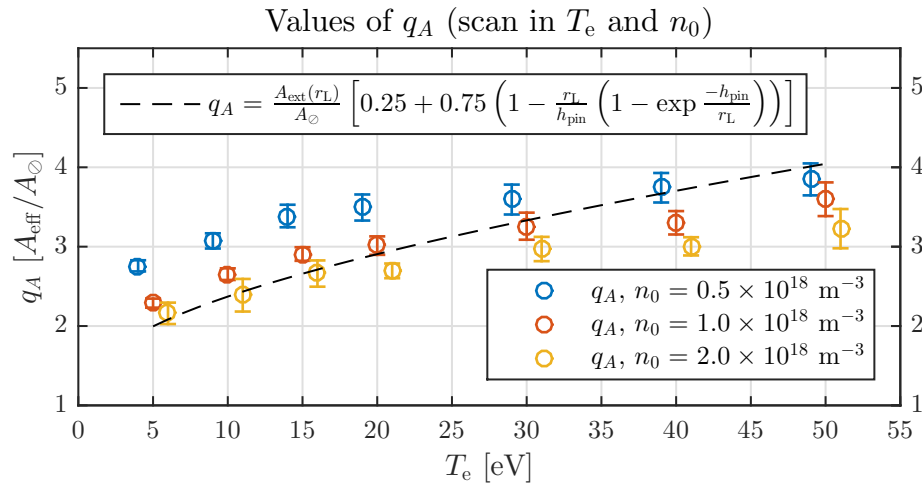 Values of q_A (scan in T_e and n_0)
q_A = A_ext(r_L)/A_∅ [0.25 + 0.75 (1 − r_L/h_pin (1 − exp −h_pin/r_L))]
q_A [A_eff/A_∅]
5 5
4 4
3 3
2 2
1 1
q_A, n_0 = 0.5 × 10^18 m^−3
q_A, n_0 = 1.0 × 10^18 m^−3
q_A, n_0 = 2.0 × 10^18 m^−3
0 5 10 15 20 25 30 35 40 45 50 55
T_e [eV]